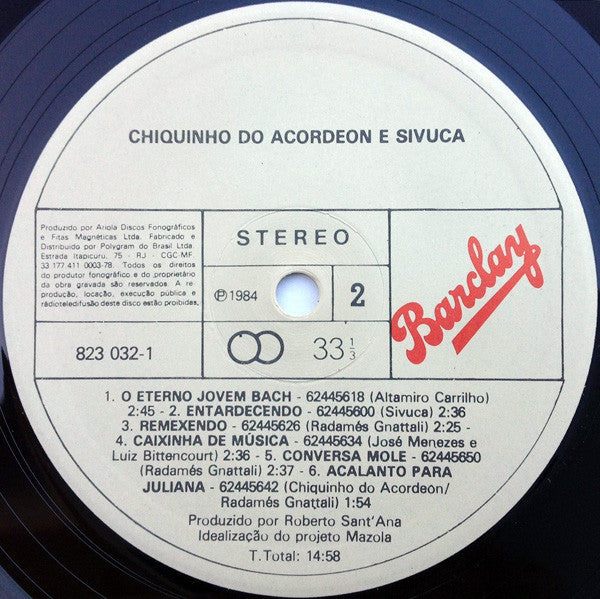 CHIQUINHO DO ACORDEON E SIVUCA
Produzido por Ariola Discos Fonográficos
e Fitas Magnéticas Ltda. Fabricado e
Distribuido por Polygram do Brasil Ltda.
Estrada Itapicuru, 75 - RJ - CGC-MF.
33 177 411 0003-78. Todos os direitos
do produtor fonográfico e do proprietário
da obra gravada são reservados. A re-
produção, locação, execução pública e
rádioteledifusão deste disco estão proibidas.
823 032-1
STEREO
Ⓟ1984
2
33 1/3
Barclay
1. O ETERNO JOVEM BACH - 62445618 (Altamiro Carrilho)
2:45 - 2. ENTARDECENDO - 62445600 (Sivuca) 2:36
3. REMEXENDO - 62445626 (Radamés Gnattali) 2:25 -
4. CAIXINHA DE MÚSICA - 62445634 (José Menezes e
Luiz Bittencourt) 2:36 - 5. CONVERSA MOLE - 62445650
(Radamés Gnattali) 2:37 - 6. ACALANTO PARA
JULIANA - 62445642 (Chiquinho do Acordeón/
Radamés Gnattali) 1:54
Produzido por Roberto Sant'Ana
Idealização do projeto Mazola
T.Total: 14:58